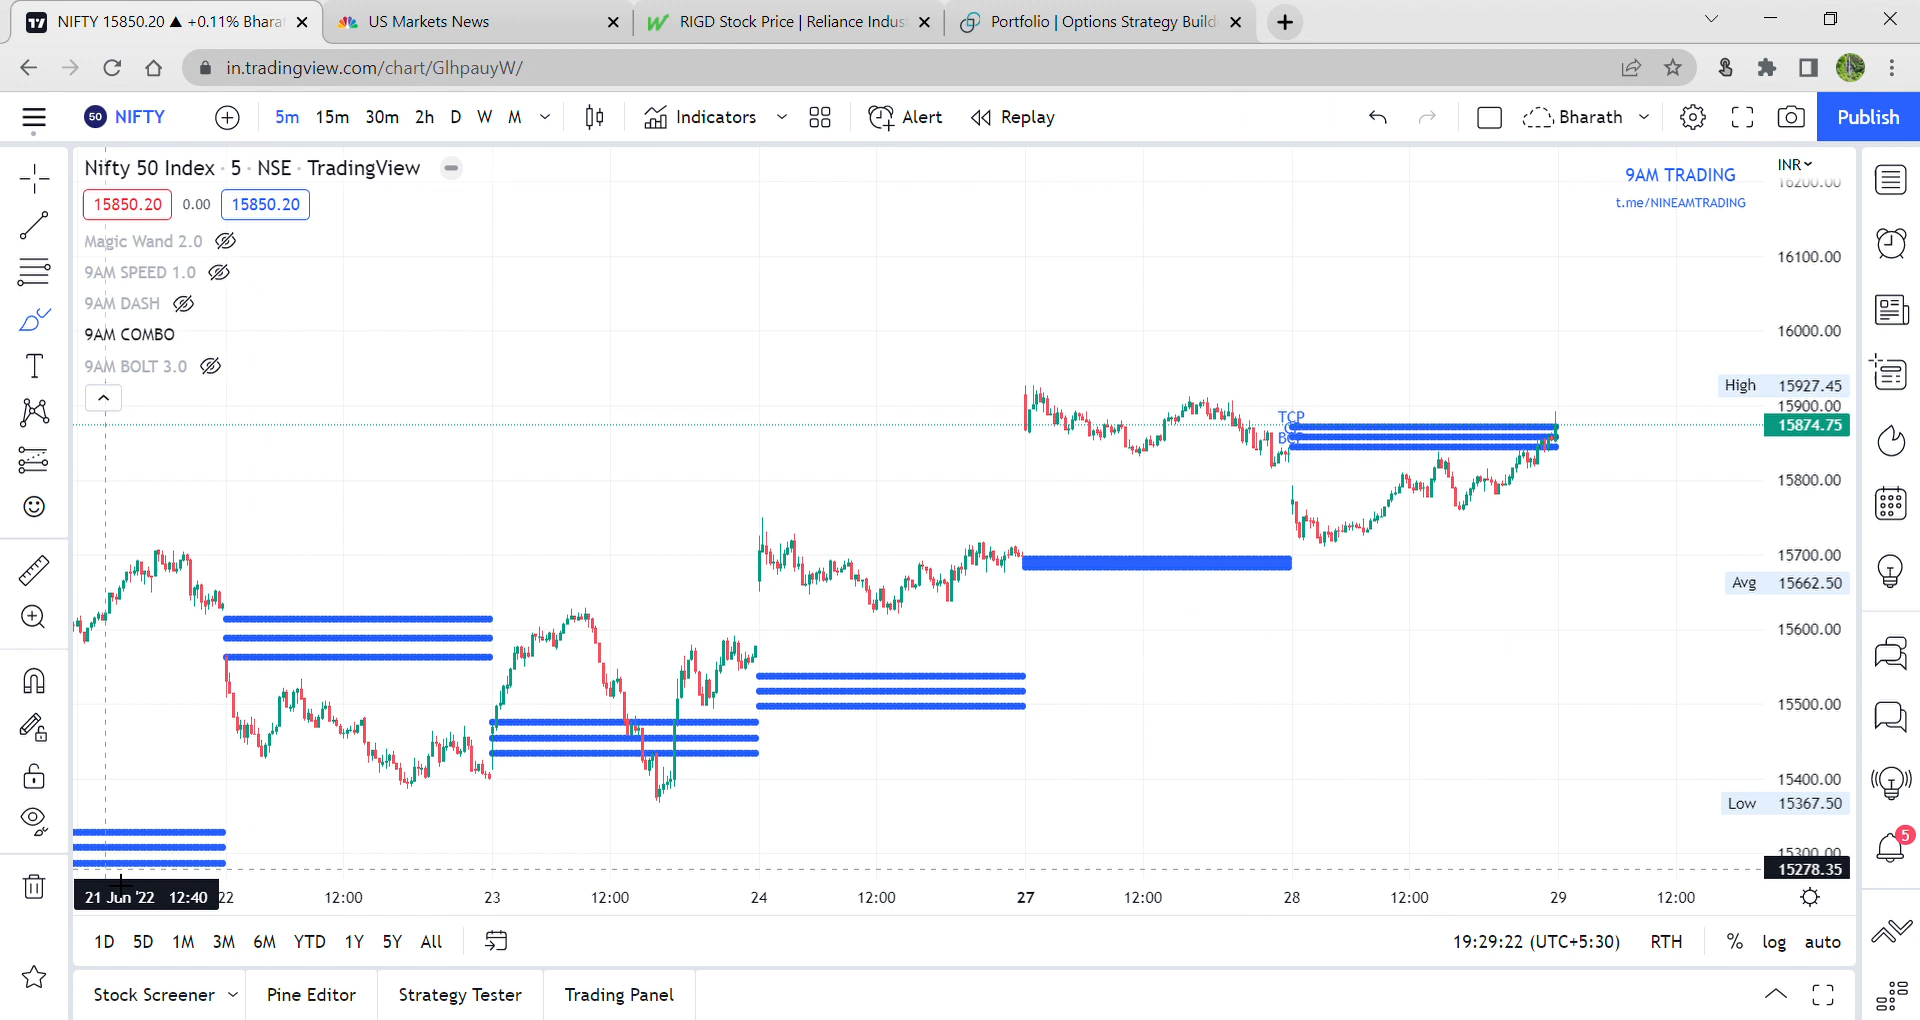 NIFTY 15850.20 ▲ +0.11% Bharat
US Markets News
RIGD Stock Price | Reliance Indus
Portfolio | Options Strategy Build
in.tradingview.com/chart/GlhpauyW/
50 NIFTY
5m 15m 30m 2h D W M
Indicators
Alert
Replay
Bharath
Publish
Nifty 50 Index · 5 · NSE · TradingView
15850.20 0.00 15850.20
Magic Wand 2.0
9AM SPEED 1.0
9AM DASH
9AM COMBO
9AM BOLT 3.0
9AM TRADING
t.me/NINEAMTRADING
INR
16200.00
16100.00
16000.00
High 15927.45
15900.00
15874.75
15800.00
15700.00
Avg 15662.50
15600.00
15500.00
15400.00
Low 15367.50
15300.00
15278.35
TCP
5
21 Jun '22 12:40 22 12:00 23 12:00 24 12:00 27 12:00 28 12:00 29 12:00
1D 5D 1M 3M 6M YTD 1Y 5Y All
19:29:22 (UTC+5:30) RTH % log auto
Stock Screener Pine Editor Strategy Tester Trading Panel